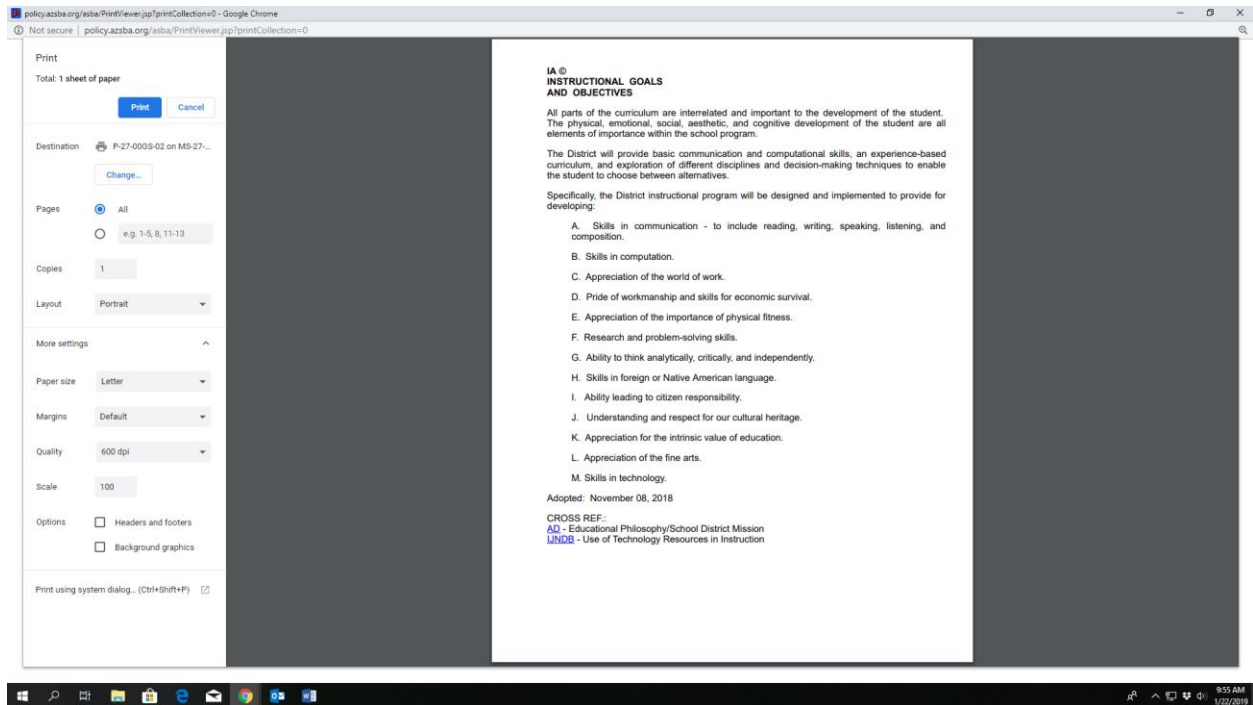 policy.azsba.org/asba/PrintViewer.jsp?printCollection=0 - Google Chrome
Not secure | policy.azsba.org/asba/PrintViewer.jsp?printCollection=0
Print
Total: 1 sheet of paper
Print Cancel
Destination P-27-00GS-02 on MS-27-...
Change...
Pages All
e.g. 1-5, 8, 11-13
Copies 1
Layout Portrait
More settings
Paper size Letter
Margins Default
Quality 600 dpi
Scale 100
Options Headers and footers
Background graphics
Print using system dialog... (Ctrl+Shift+P)
IA ©
INSTRUCTIONAL GOALS
AND OBJECTIVES
All parts of the curriculum are interrelated and important to the development of the student.
The physical, emotional, social, aesthetic, and cognitive development of the student are all
elements of importance within the school program.
The District will provide basic communication and computational skills, an experience-based
curriculum, and exploration of different disciplines and decision-making techniques to enable
the student to choose between alternatives.
Specifically, the District instructional program will be designed and implemented to provide for
developing:
A. Skills in communication - to include reading, writing, speaking, listening, and
composition.
B. Skills in computation.
C. Appreciation of the world of work.
D. Pride of workmanship and skills for economic survival.
E. Appreciation of the importance of physical fitness.
F. Research and problem-solving skills.
G. Ability to think analytically, critically, and independently.
H. Skills in foreign or Native American language.
I. Ability leading to citizen responsibility.
J. Understanding and respect for our cultural heritage.
K. Appreciation for the intrinsic value of education.
L. Appreciation of the fine arts.
M. Skills in technology.
Adopted: November 08, 2018
CROSS REF.:
AD - Educational Philosophy/School District Mission
IJNDB - Use of Technology Resources in Instruction
9:55 AM
1/22/2019